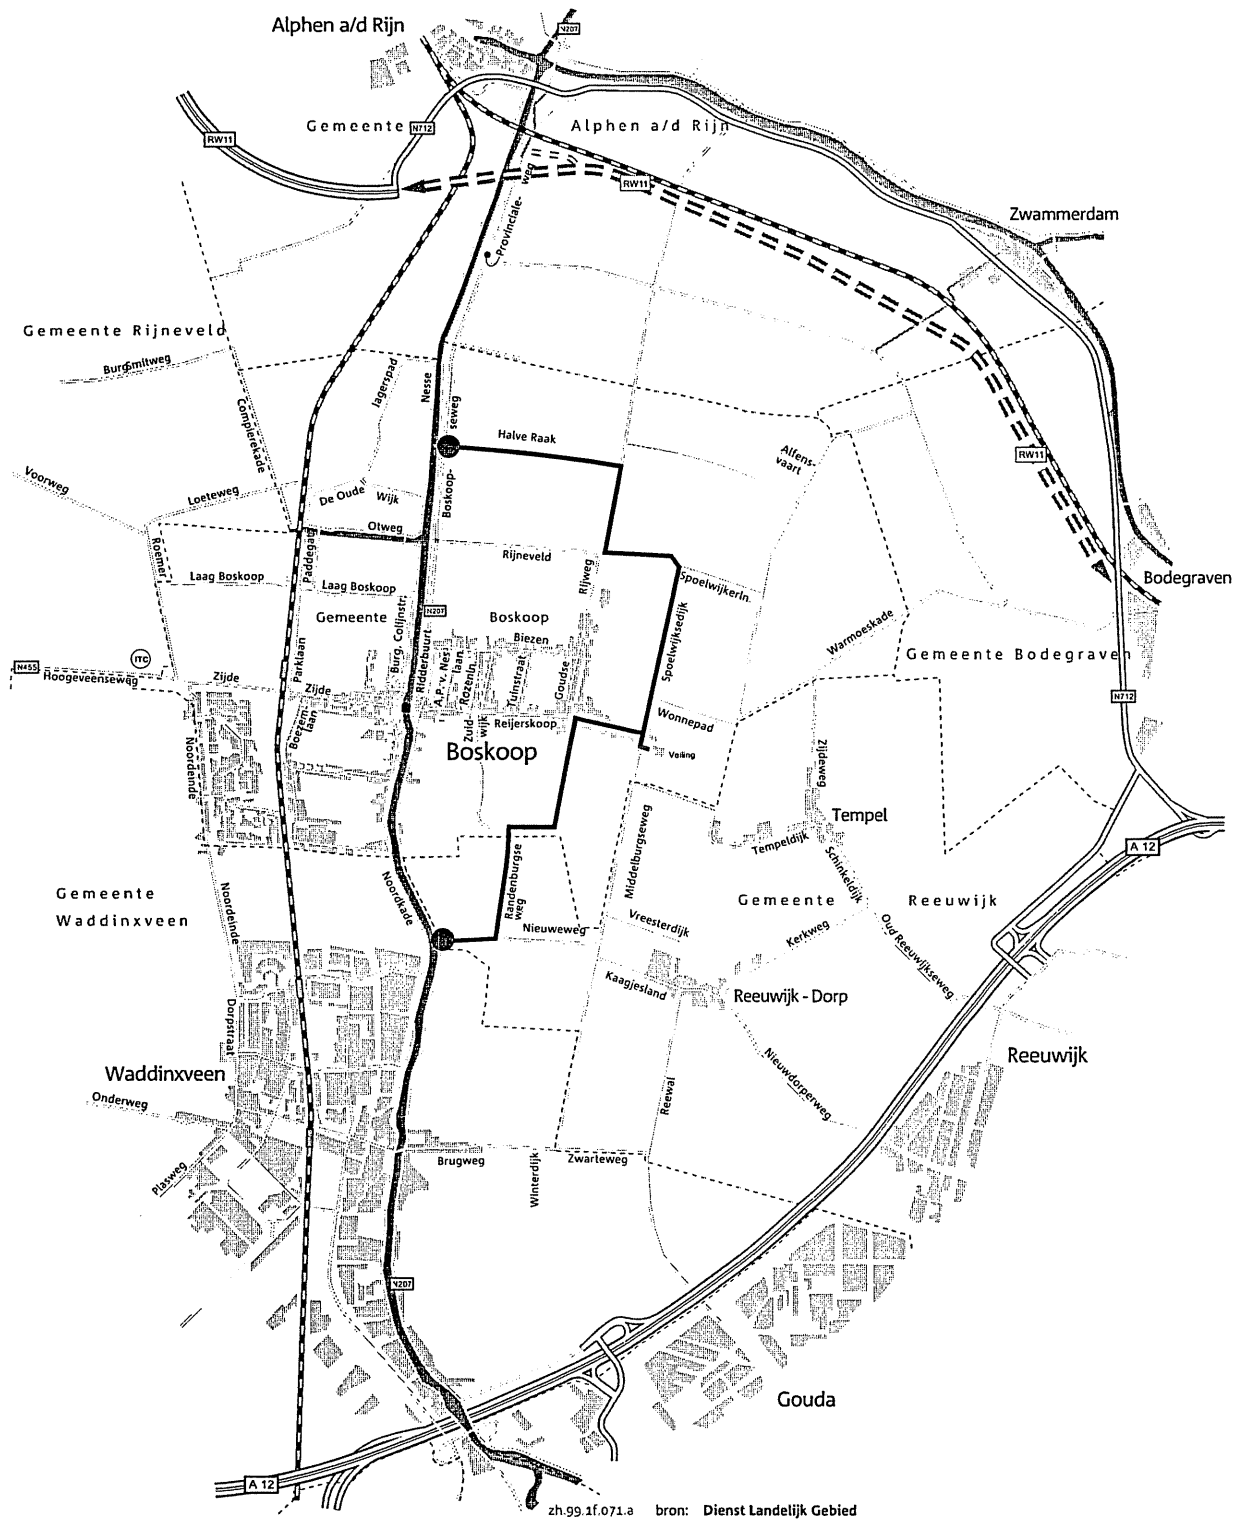 Alphen a/d Rijn
N207
Gemeente
N712
Alphen a/d Rijn
RW11
RW11
weg
Provinciale-
Zwammerdam
Gemeente Rijneveld
BurgSmitweg
Jagerspad
Nesse
seweg
Complerekade
Halve Raak
Alfens-
vaart
RW11
Voorweg
Loeteweg
De Oude
Wijk
Boskoop-
Otweg
Roemer
Paddegat
Rijneveld
Rijweg
Laag Boskoop
Laag Boskoop
Spoelwijkerln.
Bodegraven
Gemeente
Boskoop
N207
Burg. Colijnstr.
Ridderbuurt
Biezen
Warmoeskade
Spoelwijksedijk
Gemeente Bodegraven
ITC
N455
Hoogeveenseweg
Zijde
Parklaan
Zijde
A.P. v. Nes
laan
Rozenln.
Tuinstraat
Goudse
N712
Boezem-
laan
Zuid-
wijk
Reijerskoop
Wonnepad
Noordeinde
Boskoop
Veiling
Zijdeweg
Tempel
A 12
Middelburgseweg
Tempeldijk
Schinkeldijk
Gemeente
Waddinxveen
Noordeinde
Noordkade
Randenburgse
weg
Gemeente
Reeuwijk
Vreesterdijk
Nieuweweg
Kerkweg
Oud Reeuwijkseweg
Kaagjesland
Reeuwijk - Dorp
Dorpstraat
Reeuwijk
Waddinxveen
Nieuwdorperweg
Reewal
Onderweg
Plasweg
Brugweg
Winterdijk
Zwarteweg
N207
Gouda
A 12
zh.99.1f.071.a bron: Dienst Landelijk Gebied